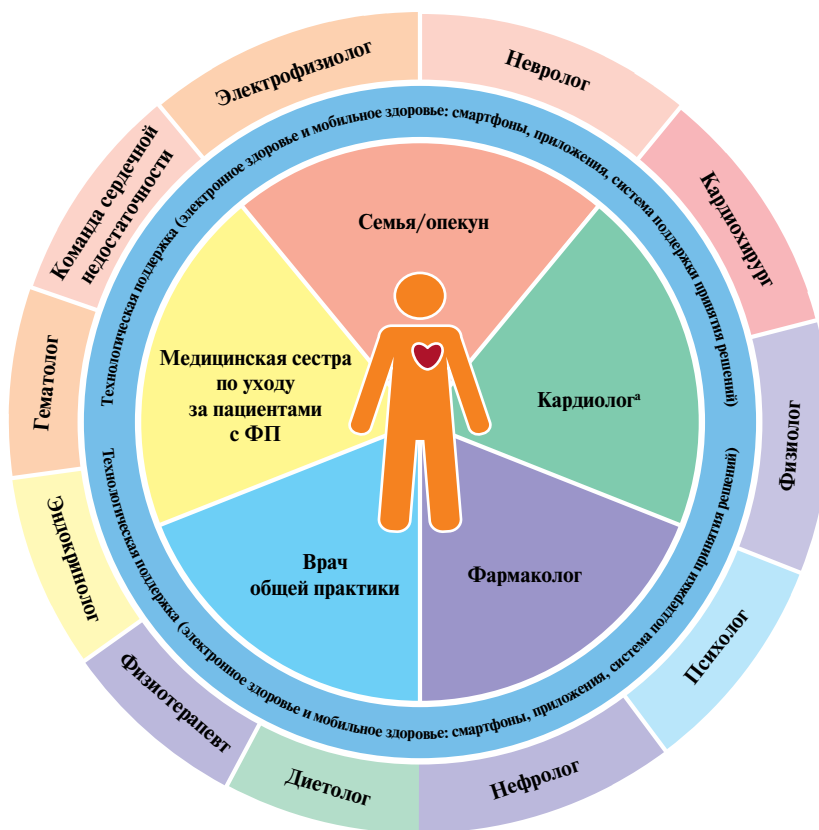 Электрофизиолог
Невролог
Кардиохирург
Физиолог
Психолог
Нефролог
Диетолог
Физиотерапевт
Эндокринолог
Гематолог
Команда сердечной
недостаточности
Технологическая поддержка (электронное здоровье и мобильное здоровье: смартфоны, приложения, система поддержки принятия решений)
Технологическая поддержка (электронное здоровье и мобильное здоровье: смартфоны, приложения, система поддержки принятия решений)
Семья/опекун
Кардиологᵃ
Фармаколог
Врач
общей практики
Медицинская сестра
по уходу
за пациентами
с ФП